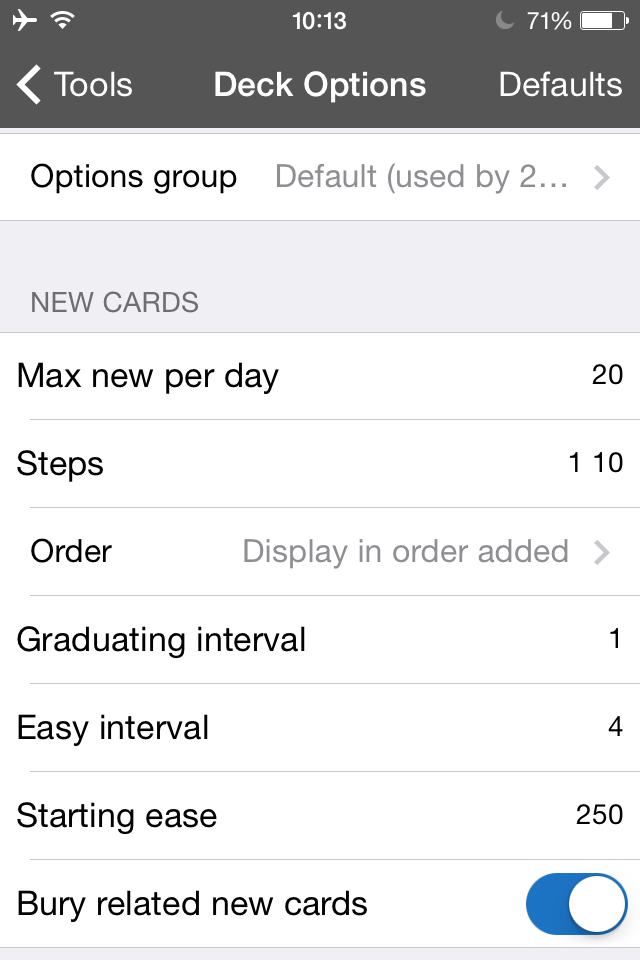 10:13 71%
Tools Deck Options Defaults
Options group Default (used by 2...
NEW CARDS
Max new per day 20
Steps 1 10
Order Display in order added
Graduating interval 1
Easy interval 4
Starting ease 250
Bury related new cards